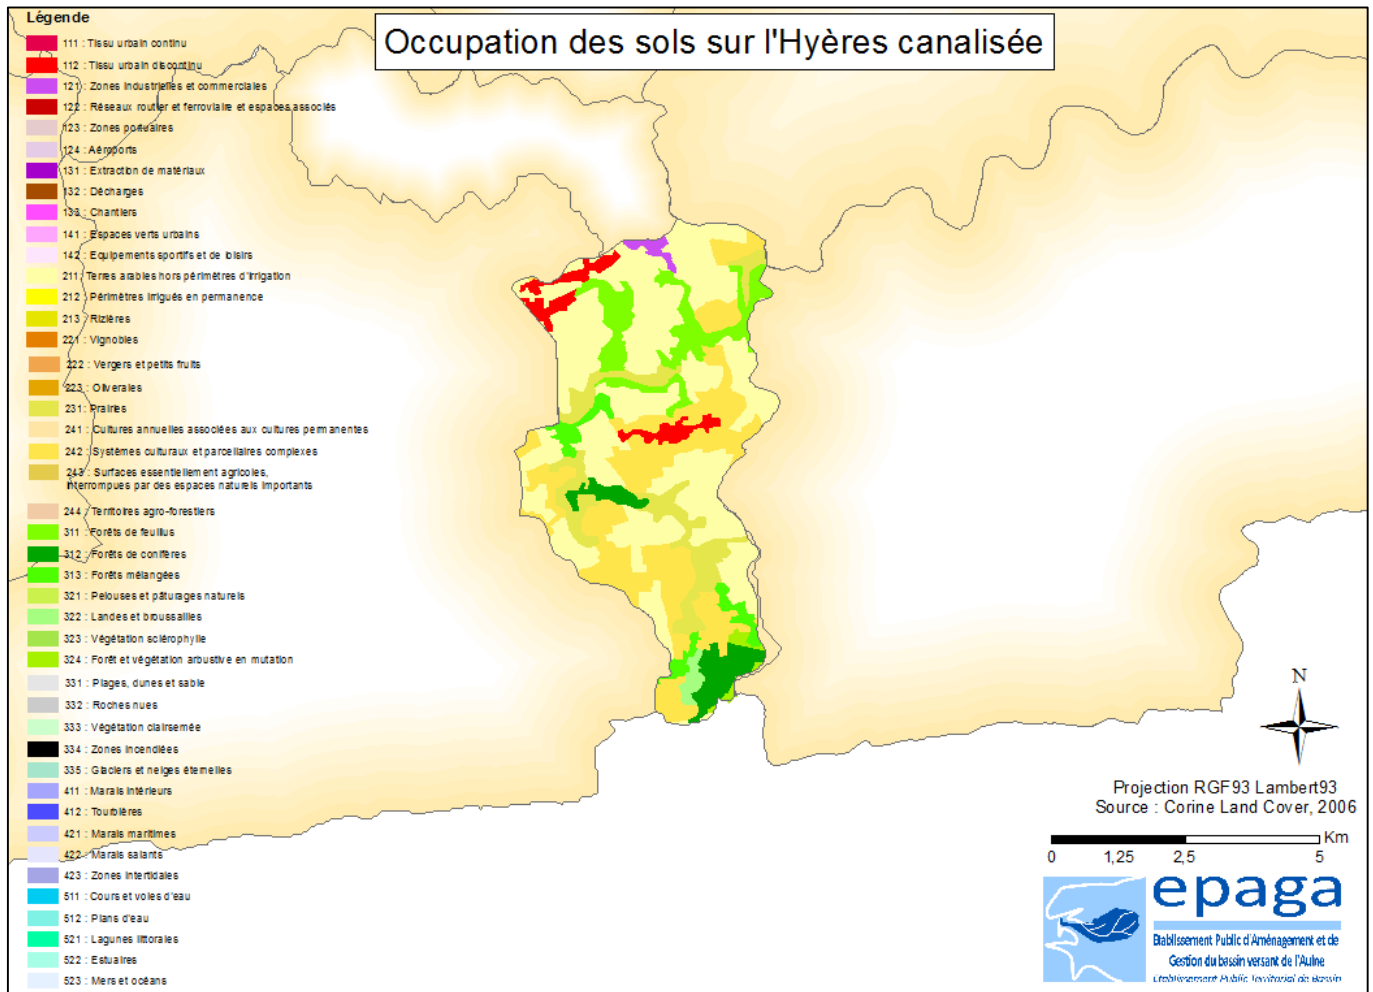 Légende
Occupation des sols sur l'Hyères canalisée
111 : Tissu urbain continu
112 : Tissu urbain discontinu
121 : Zones industrielles et commerciales
122 : Réseaux routier et ferroviaire et espaces associés
123 : Zones portuaires
124 : Aéroports
131 : Extraction de matériaux
132 : Décharges
133 : Chantiers
141 : Espaces verts urbains
142 : Equipements sportifs et de loisirs
211 : Terres arables hors périmètres d'irrigation
212 : Périmètres irrigués en permanence
213 : Rizières
221 : Vignobles
222 : Vergers et petits fruits
223 : Oliveraies
231 : Prairies
241 : Cultures annuelles associées aux cultures permanentes
242 : Systèmes culturaux et parcellaires complexes
243 : Surfaces essentiellement agricoles,
interrompues par des espaces naturels importants
244 : Territoires agro-forestiers
311 : Forêts de feuillus
312 : Forêts de conifères
313 : Forêts mélangées
321 : Pelouses et pâturages naturels
322 : Landes et broussailles
323 : Végétation sclérophylle
324 : Forêt et végétation arbustive en mutation
331 : Plages, dunes et sable
332 : Roches nues
333 : Végétation clairsemée
334 : Zones incendiées
335 : Glaciers et neiges éternelles
411 : Marais intérieurs
412 : Tourbières
421 : Marais maritimes
422 : Marais salants
423 : Zones intertidales
511 : Cours et voies d'eau
512 : Plans d'eau
521 : Lagunes littorales
522 : Estuaires
523 : Mers et océans
N
Projection RGF93 Lambert93
Source : Corine Land Cover, 2006
Km
0 1,25 2,5 5
epaga
Etablissement Public d'Aménagement et de
Gestion du bassin versant de l'Aulne
Etablissement Public Territorial de Bassin